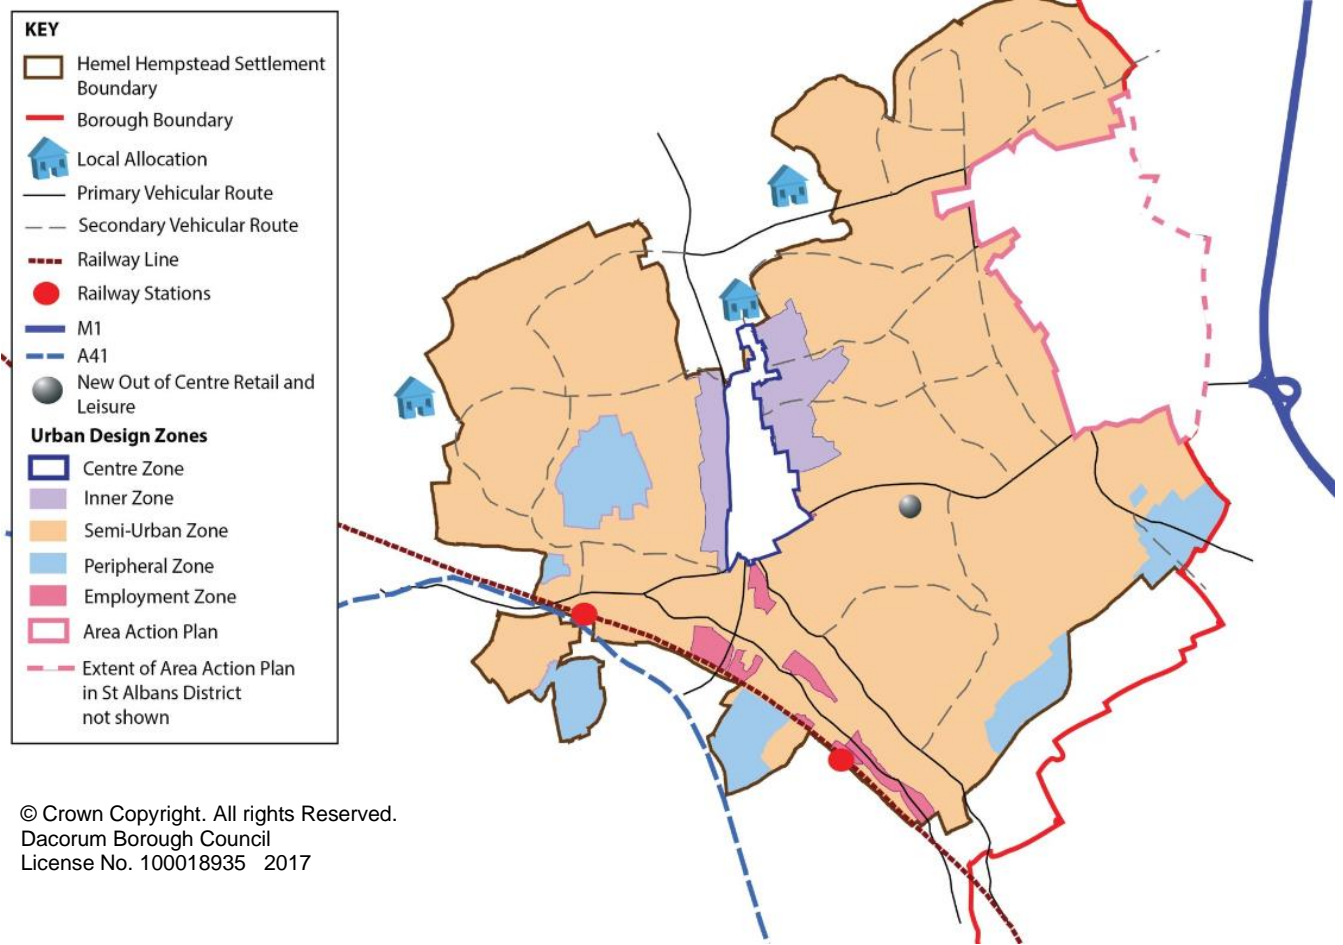 KEY
Hemel Hempstead Settlement
Boundary
Borough Boundary
Local Allocation
Primary Vehicular Route
Secondary Vehicular Route
Railway Line
Railway Stations
M1
A41
New Out of Centre Retail and
Leisure
Urban Design Zones
Centre Zone
Inner Zone
Semi-Urban Zone
Peripheral Zone
Employment Zone
Area Action Plan
Extent of Area Action Plan
in St Albans District
not shown
© Crown Copyright. All rights Reserved.
Dacorum Borough Council
License No. 100018935 2017